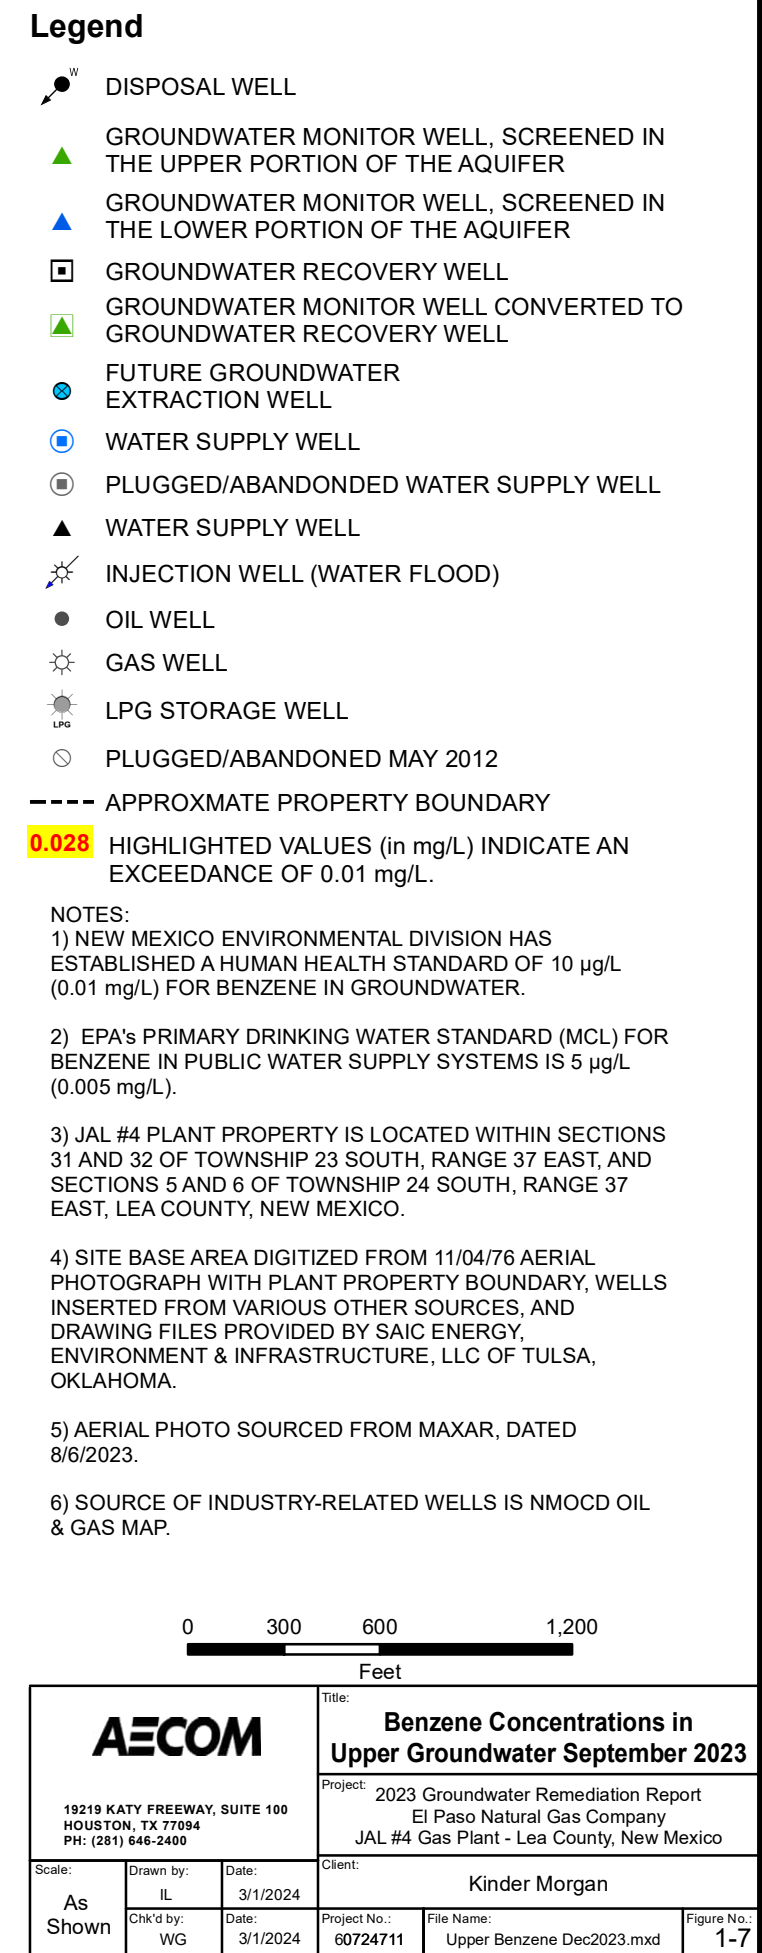 Legend
W
DISPOSAL WELL
GROUNDWATER MONITOR WELL, SCREENED IN
THE UPPER PORTION OF THE AQUIFER
GROUNDWATER MONITOR WELL, SCREENED IN
THE LOWER PORTION OF THE AQUIFER
GROUNDWATER RECOVERY WELL
GROUNDWATER MONITOR WELL CONVERTED TO
GROUNDWATER RECOVERY WELL
FUTURE GROUNDWATER
EXTRACTION WELL
WATER SUPPLY WELL
PLUGGED/ABANDONDED WATER SUPPLY WELL
WATER SUPPLY WELL
INJECTION WELL (WATER FLOOD)
OIL WELL
GAS WELL
LPG
LPG STORAGE WELL
PLUGGED/ABANDONED MAY 2012
APPROXMATE PROPERTY BOUNDARY
0.028 HIGHLIGHTED VALUES (in mg/L) INDICATE AN
EXCEEDANCE OF 0.01 mg/L.
NOTES:
1) NEW MEXICO ENVIRONMENTAL DIVISION HAS
ESTABLISHED A HUMAN HEALTH STANDARD OF 10 µg/L
(0.01 mg/L) FOR BENZENE IN GROUNDWATER.
2) EPA's PRIMARY DRINKING WATER STANDARD (MCL) FOR
BENZENE IN PUBLIC WATER SUPPLY SYSTEMS IS 5 µg/L
(0.005 mg/L).
3) JAL #4 PLANT PROPERTY IS LOCATED WITHIN SECTIONS
31 AND 32 OF TOWNSHIP 23 SOUTH, RANGE 37 EAST, AND
SECTIONS 5 AND 6 OF TOWNSHIP 24 SOUTH, RANGE 37
EAST, LEA COUNTY, NEW MEXICO.
4) SITE BASE AREA DIGITIZED FROM 11/04/76 AERIAL
PHOTOGRAPH WITH PLANT PROPERTY BOUNDARY, WELLS
INSERTED FROM VARIOUS OTHER SOURCES, AND
DRAWING FILES PROVIDED BY SAIC ENERGY,
ENVIRONMENT & INFRASTRUCTURE, LLC OF TULSA,
OKLAHOMA.
5) AERIAL PHOTO SOURCED FROM MAXAR, DATED
8/6/2023.
6) SOURCE OF INDUSTRY-RELATED WELLS IS NMOCD OIL
& GAS MAP.
0 300 600 1,200
Feet
AECOM
19219 KATY FREEWAY, SUITE 100
HOUSTON, TX 77094
PH: (281) 646-2400
Title:
Benzene Concentrations in
Upper Groundwater September 2023
Project:
2023 Groundwater Remediation Report
El Paso Natural Gas Company
JAL #4 Gas Plant - Lea County, New Mexico
Scale:
As
Shown
Drawn by:
IL
Date:
3/1/2024
Client:
Kinder Morgan
Chk'd by:
WG
Date:
3/1/2024
Project No.:
60724711
File Name:
Upper Benzene Dec2023.mxd
Figure No.:
1-7